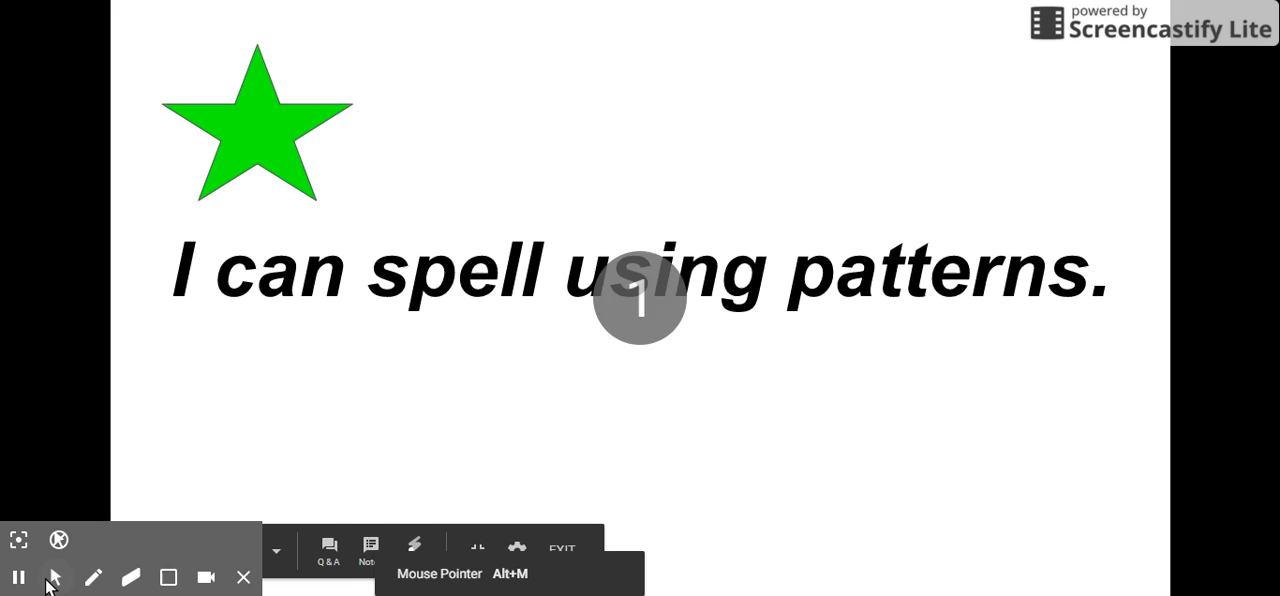 powered by
Screencastify Lite
I can spell using patterns.
1
Q & A
EXIT
Mouse Pointer Alt+M